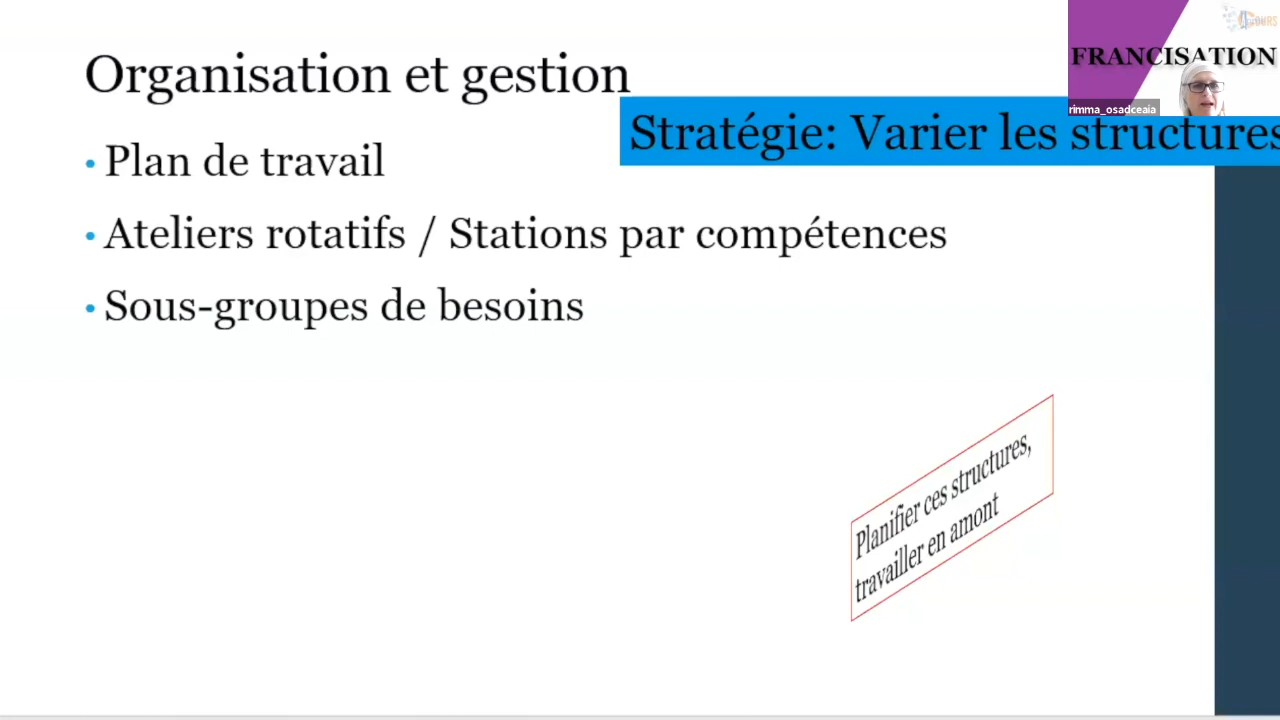 Organisation et gestion
FRANCISATION
rimma_osadceaia
Stratégie: Varier les structures
• Plan de travail
• Ateliers rotatifs / Stations par compétences
• Sous-groupes de besoins
Planifier ces structures,
travailler en amont